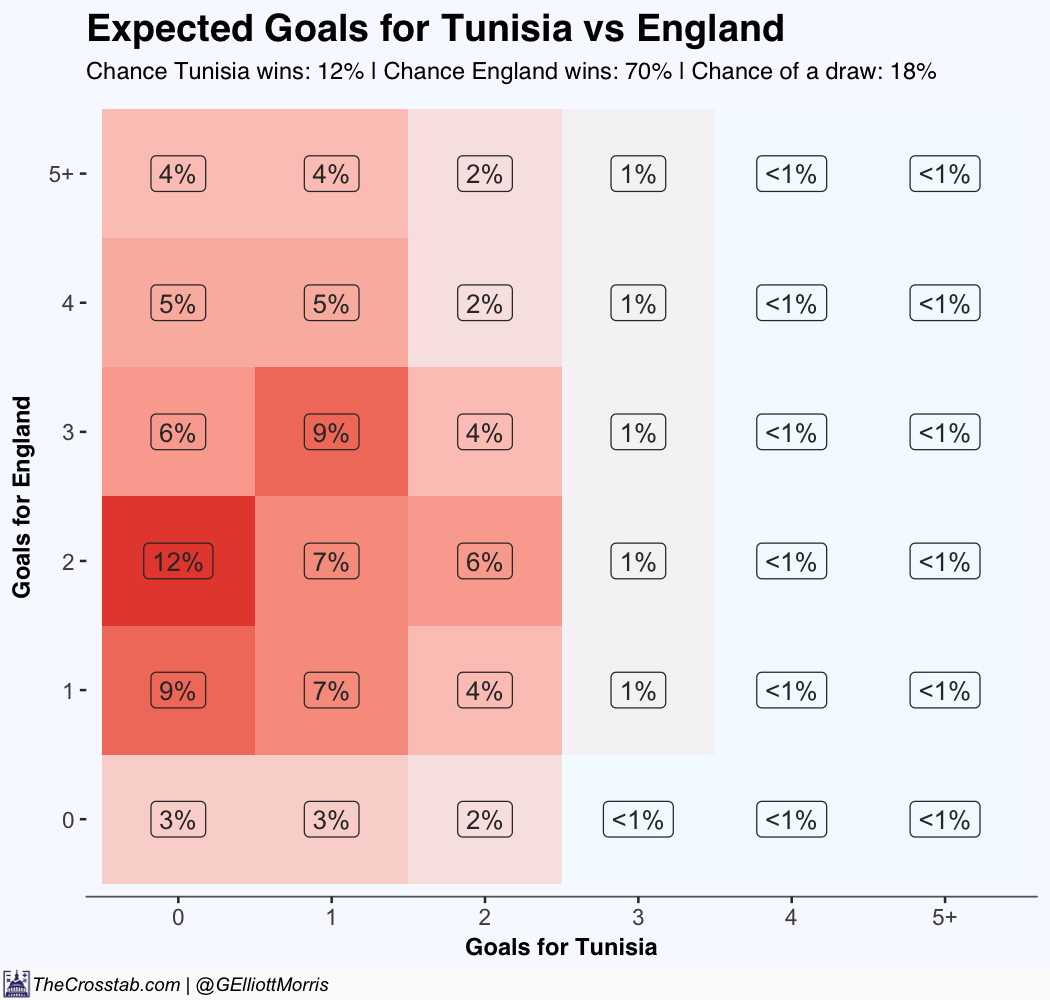 Expected Goals for Tunisia vs England
Chance Tunisia wins: 12% | Chance England wins: 70% | Chance of a draw: 18%
Goals for England
5+ 4% 4% 2% 1% <1% <1%
4 5% 5% 2% 1% <1% <1%
3 6% 9% 4% 1% <1% <1%
2 12% 7% 6% 1% <1% <1%
1 9% 7% 4% 1% <1% <1%
0 3% 3% 2% <1% <1% <1%
0 1 2 3 4 5+
Goals for Tunisia
TheCrosstab.com | @GElliottMorris